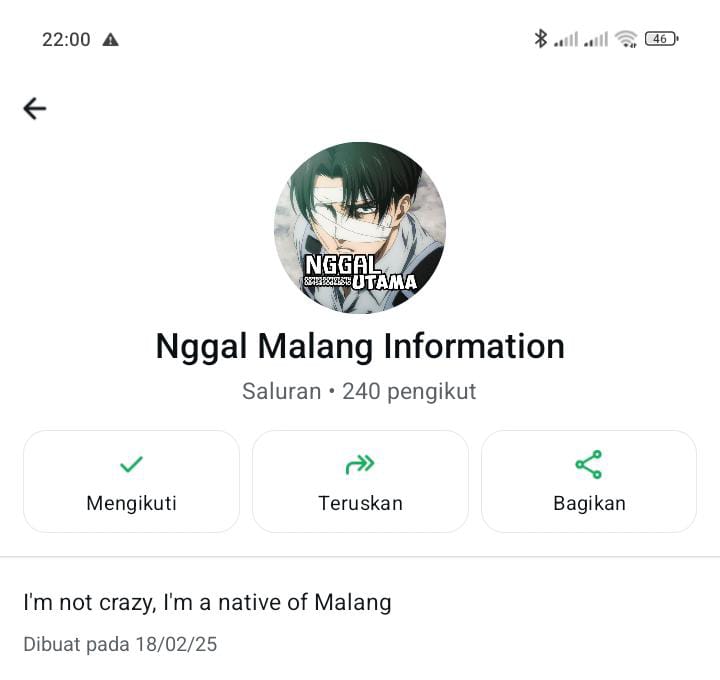 22:00
46
NGGAL
UTAMA
Nggal Malang Information
Saluran • 240 pengikut
Mengikuti
Teruskan
Bagikan
I'm not crazy, I'm a native of Malang
Dibuat pada 18/02/25